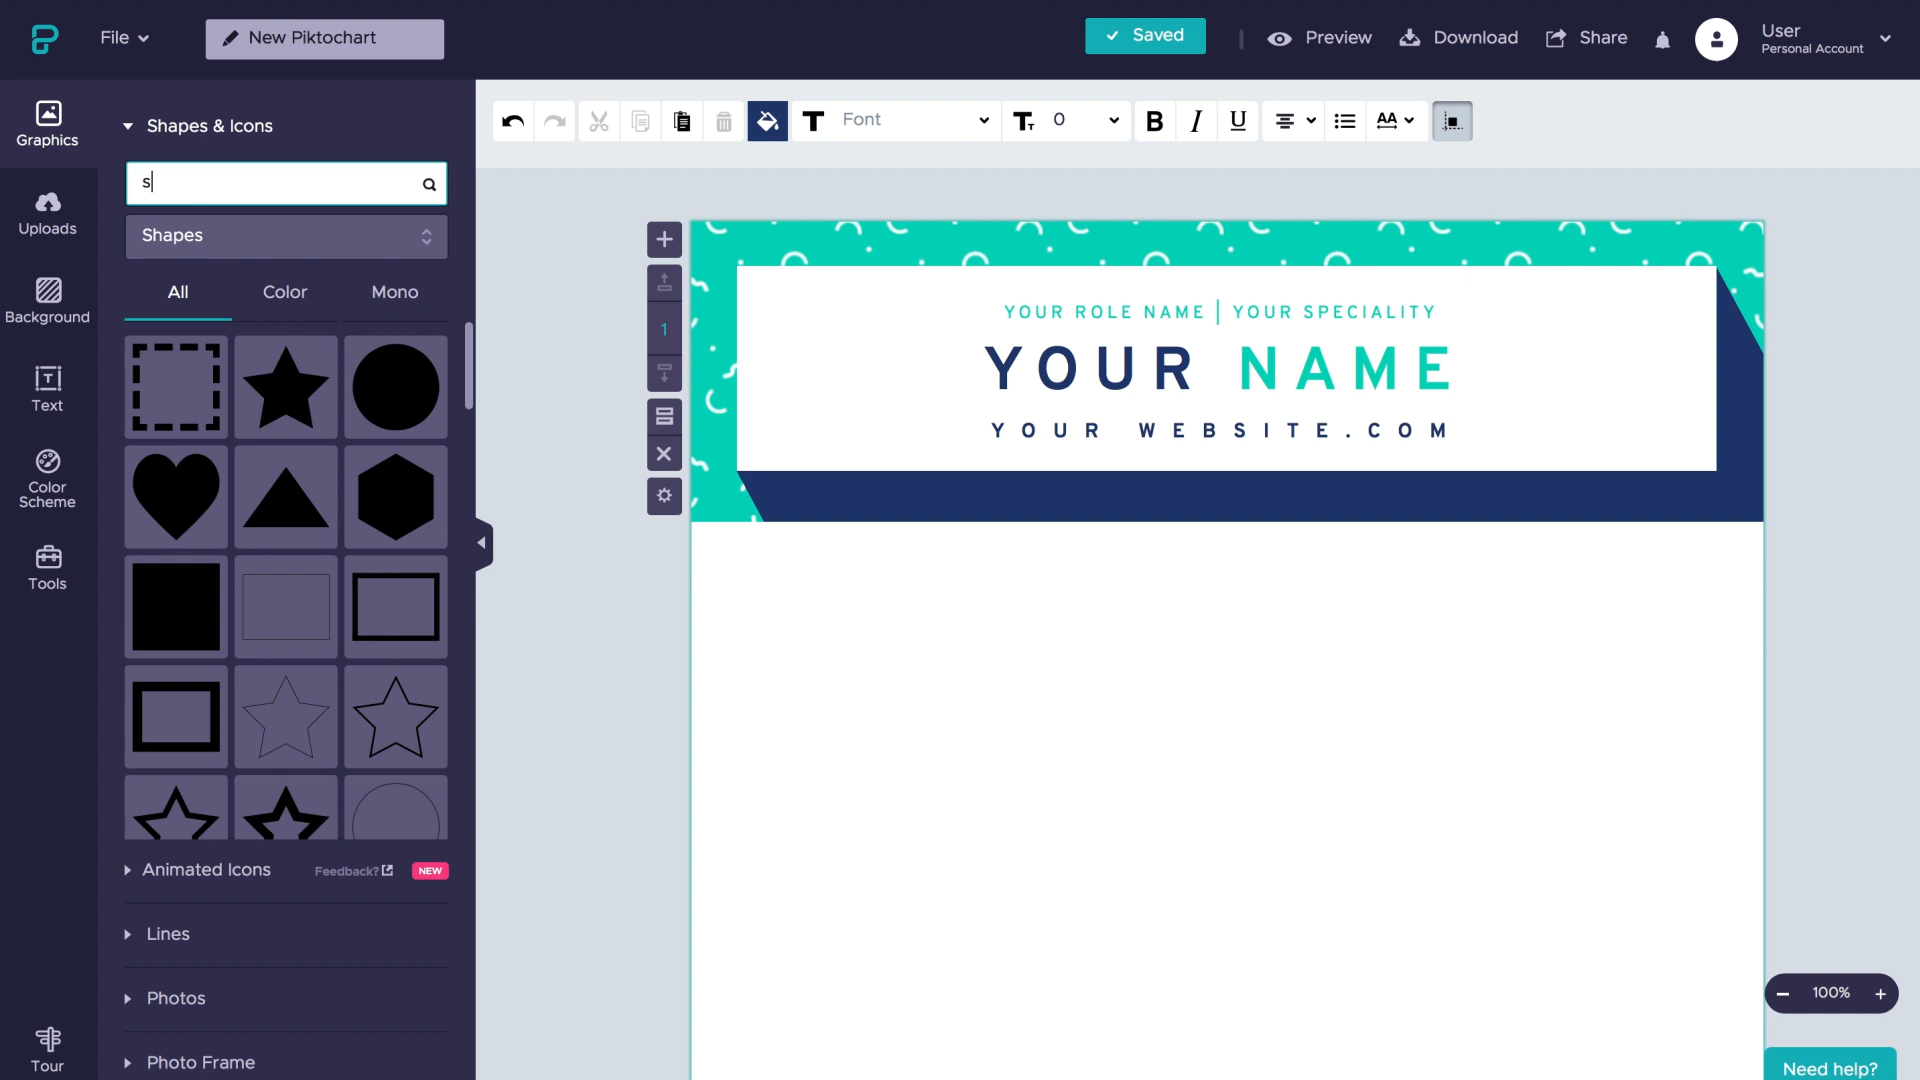 File
New Piktochart
Saved
Preview
Download
Share
User
Personal Account
Graphics
Uploads
Background
Text
Color
Scheme
Tools
Tour
Shapes & Icons
s
Shapes
All
Color
Mono
Animated Icons
Feedback?
NEW
Lines
Photos
Photo Frame
Font
0
B
I
U
AA
1
YOUR ROLE NAME | YOUR SPECIALITY
YOUR NAME
YOUR WEBSITE.COM
100%
Need help?